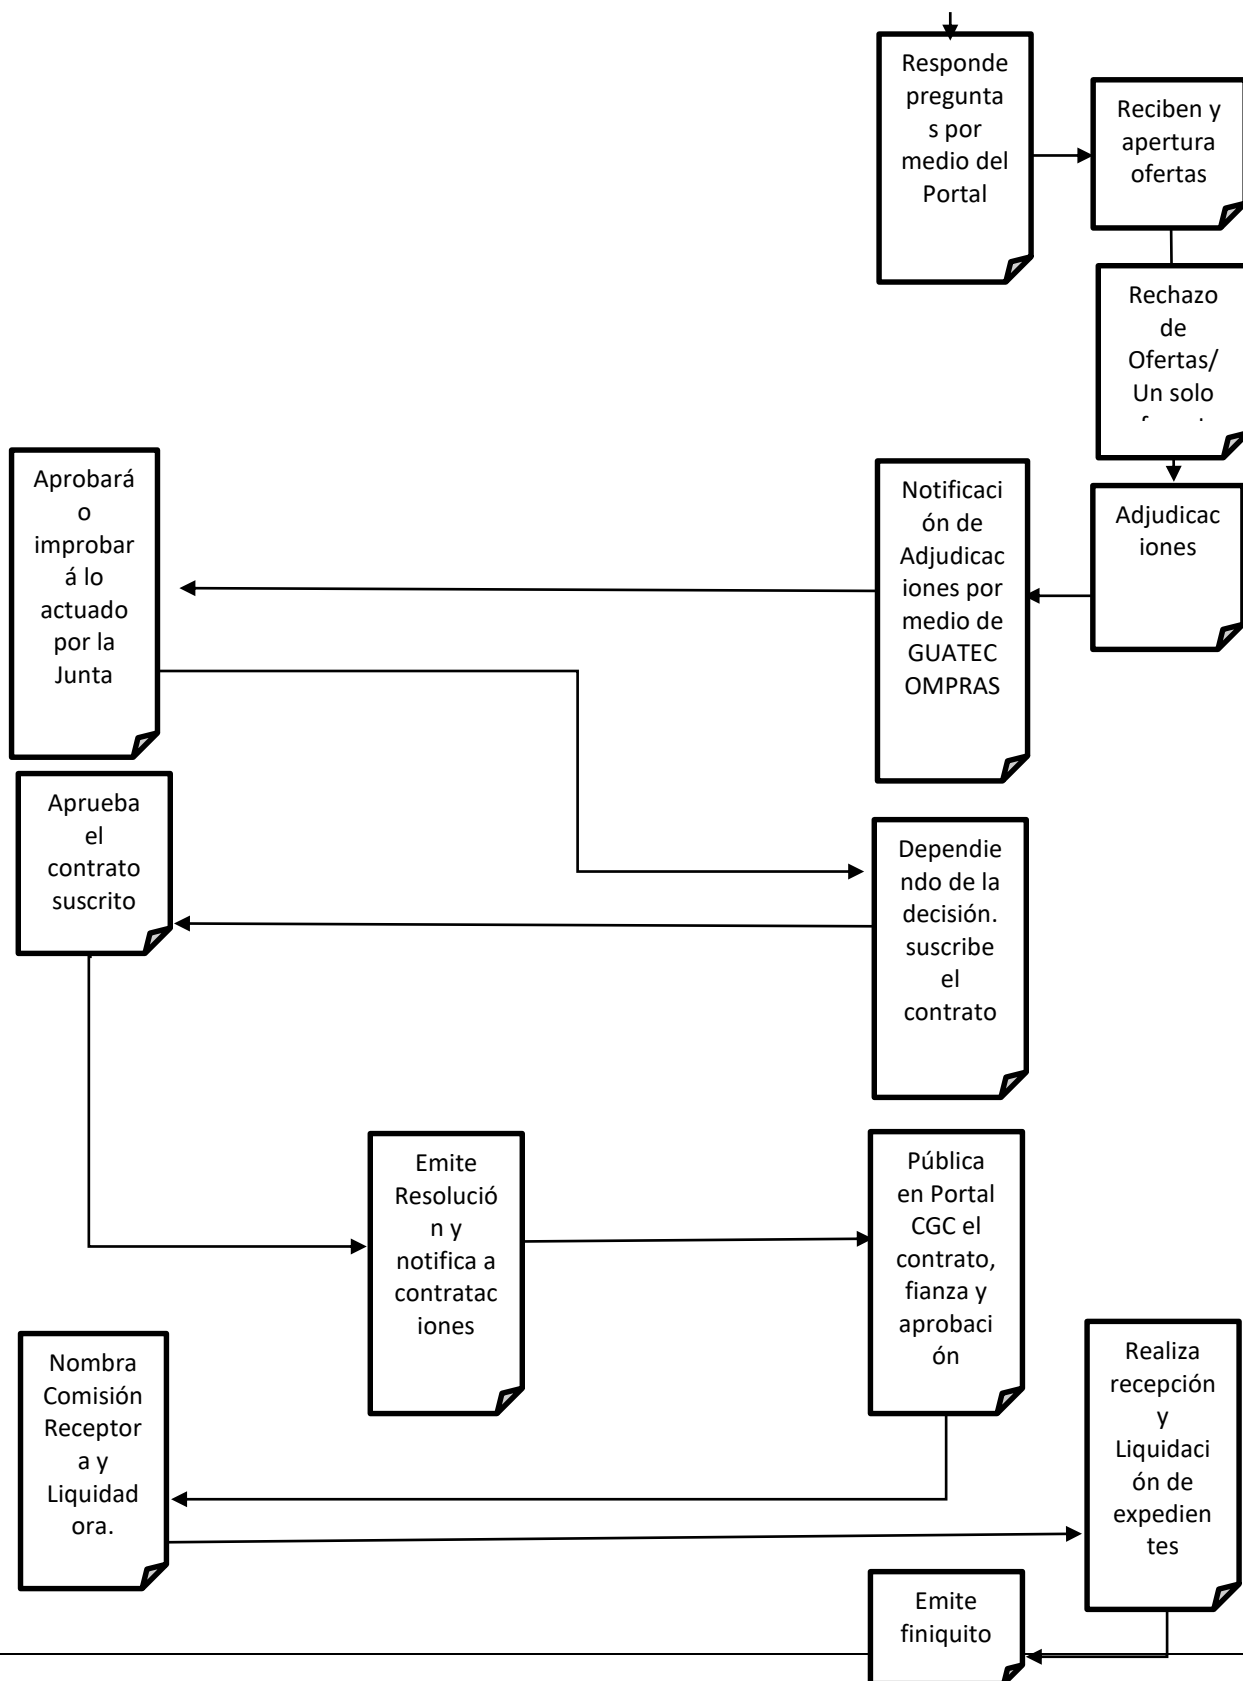 Responde
pregunta
s por
medio del
Portal
Reciben y
apertura
ofertas
Rechazo
de
Ofertas/
Un solo
Adjudicac
iones
Notificaci
ón de
Adjudicac
iones por
medio de
GUATEC
OMPRAS
Aprobará
o
improbar
á lo
actuado
por la
Junta
Dependie
ndo de la
decisión.
suscribe
el
contrato
Aprueba
el
contrato
suscrito
Emite
Resolució
n y
notifica a
contratac
iones
Pública
en Portal
CGC el
contrato,
fianza y
aprobaci
ón
Nombra
Comisión
Receptor
a y
Liquidad
ora.
Realiza
recepción
y
Liquidaci
ón de
expedien
tes
Emite
finiquito